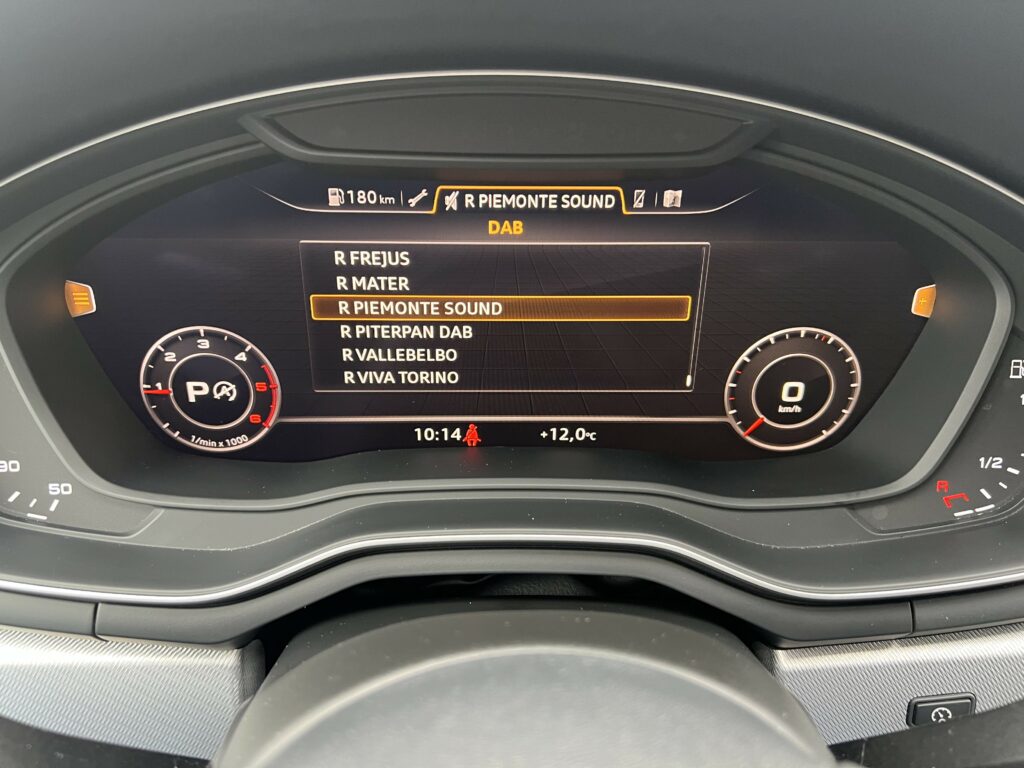 180 km R PIEMONTE SOUND
DAB
R FREJUS
R MATER
R PIEMONTE SOUND
R PITERPAN DAB
R VALLEBELBO
R VIVA TORINO
1 2 3 4 5 6
P A
1/min x 1000
0
km/h
10:14 +12,0°C
90
50
1/2
R